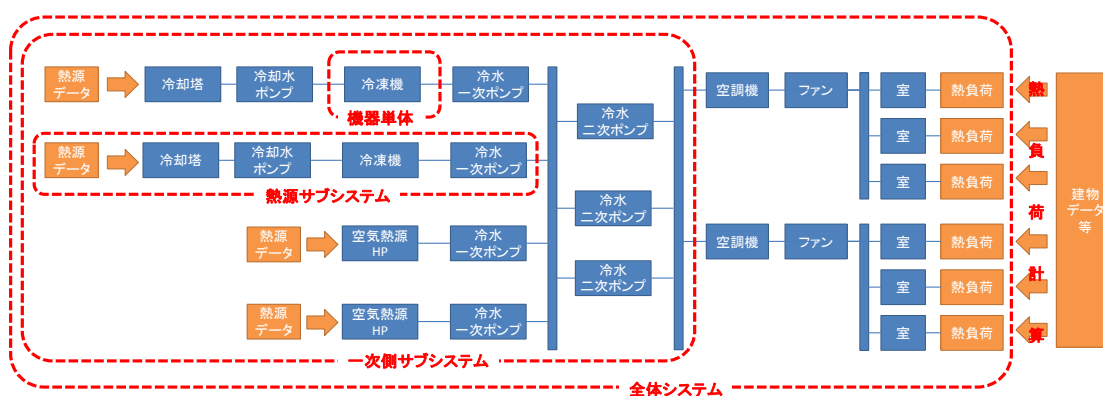 熱源
データ
冷却塔
冷却水
ポンプ
冷凍機
冷水
一次ポンプ
機器単体
熱源
データ
冷却塔
冷却水
ポンプ
冷凍機
冷水
一次ポンプ
熱源サブシステム
熱源
データ
空気熱源
HP
冷水
一次ポンプ
熱源
データ
空気熱源
HP
冷水
一次ポンプ
一次側サブシステム
冷水
二次ポンプ
冷水
二次ポンプ
冷水
二次ポンプ
空調機
ファン
室
熱負荷
室
熱負荷
室
熱負荷
空調機
ファン
室
熱負荷
室
熱負荷
室
熱負荷
熱
負
荷
計
算
建物
データ
等
全体システム